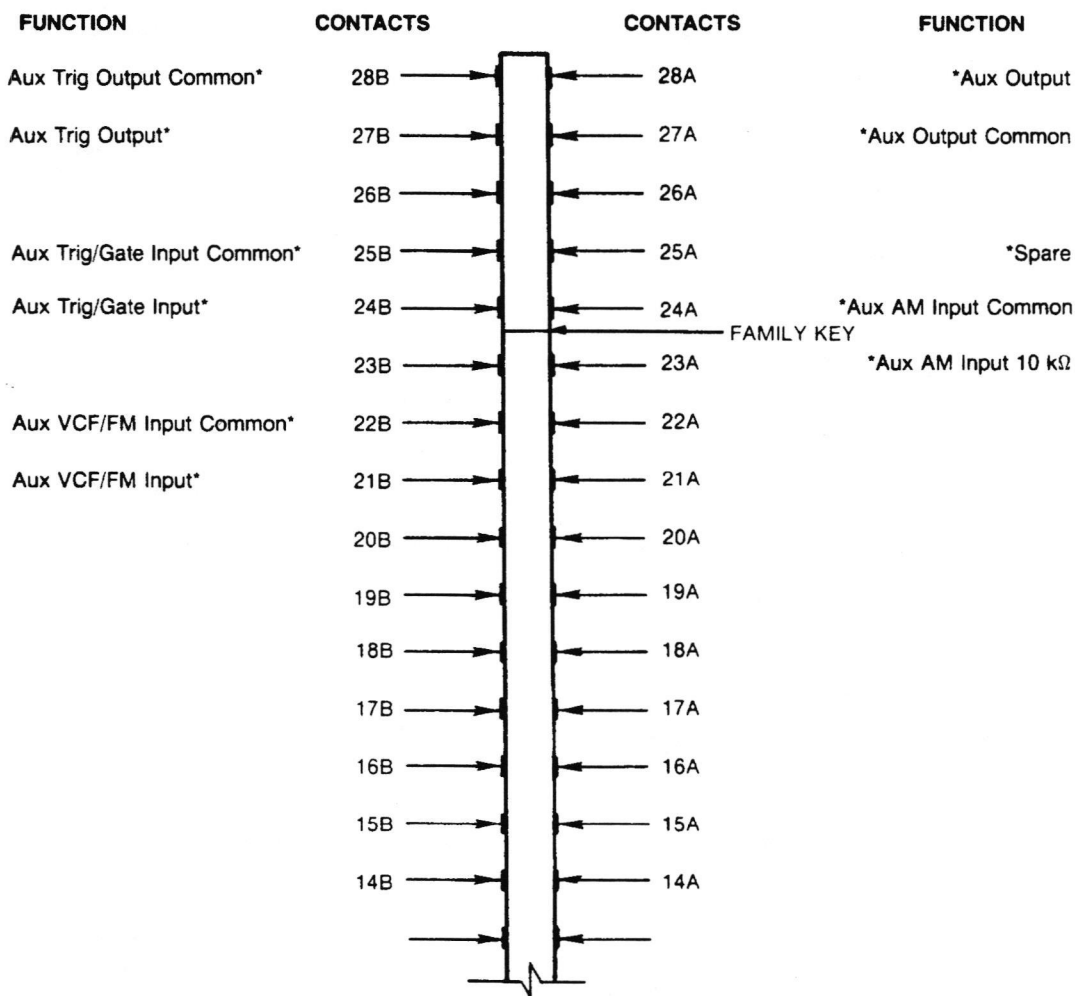 FUNCTION CONTACTS CONTACTS FUNCTION
Aux Trig Output Common* 28B 28A *Aux Output
Aux Trig Output* 27B 27A *Aux Output Common
26B 26A
Aux Trig/Gate Input Common* 25B 25A *Spare
Aux Trig/Gate Input* 24B 24A *Aux AM Input Common
FAMILY KEY
23B 23A *Aux AM Input 10 kΩ
Aux VCF/FM Input Common* 22B 22A
Aux VCF/FM Input* 21B 21A
20B 20A
19B 19A
18B 18A
17B 17A
16B 16A
15B 15A
14B 14A